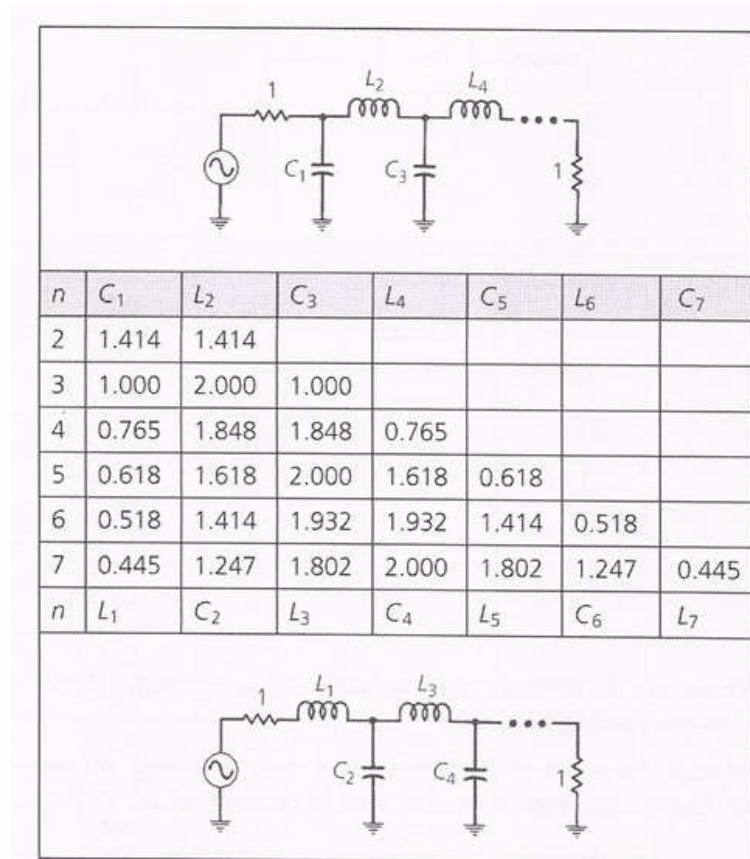 L2 L4
1
C1 C3 1
n C1 L2 C3 L4 C5 L6 C7
2 1.414 1.414
3 1.000 2.000 1.000
4 0.765 1.848 1.848 0.765
5 0.618 1.618 2.000 1.618 0.618
6 0.518 1.414 1.932 1.932 1.414 0.518
7 0.445 1.247 1.802 2.000 1.802 1.247 0.445
n L1 C2 L3 C4 L5 C6 L7
1 L1 L3
C2 C4 1